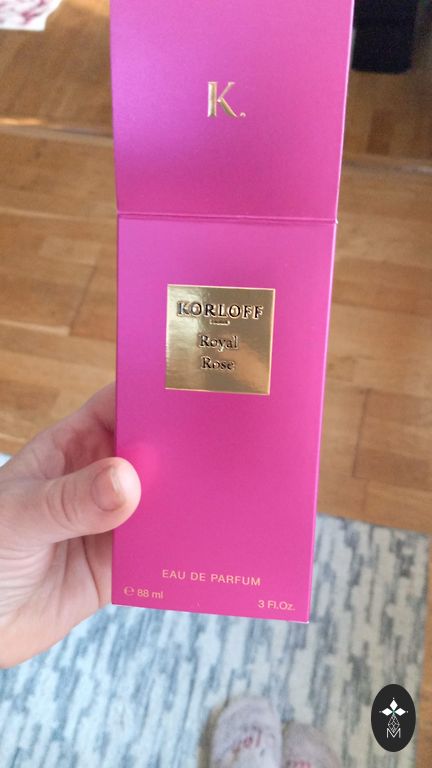 K.
KORLOFF
Royal
Rose
EAU DE PARFUM
℮ 88 ml
3 Fl.Oz.